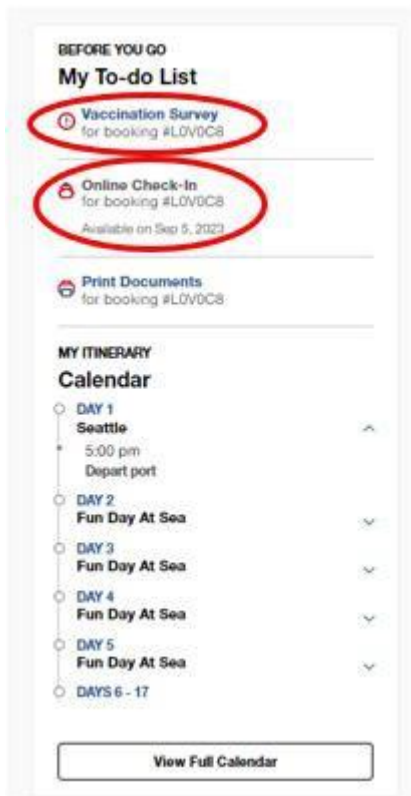 BEFORE YOU GO
My To-do List
Vaccination Survey
for booking #L0V0C8
Online Check-In
for booking #L0V0C8
Available on Sep 5, 2023
Print Documents
for booking #L0V0C8
MY ITINERARY
Calendar
DAY 1
Seattle
5:00 pm
Depart port
DAY 2
Fun Day At Sea
DAY 3
Fun Day At Sea
DAY 4
Fun Day At Sea
DAY 5
Fun Day At Sea
DAYS 6 - 17
View Full Calendar